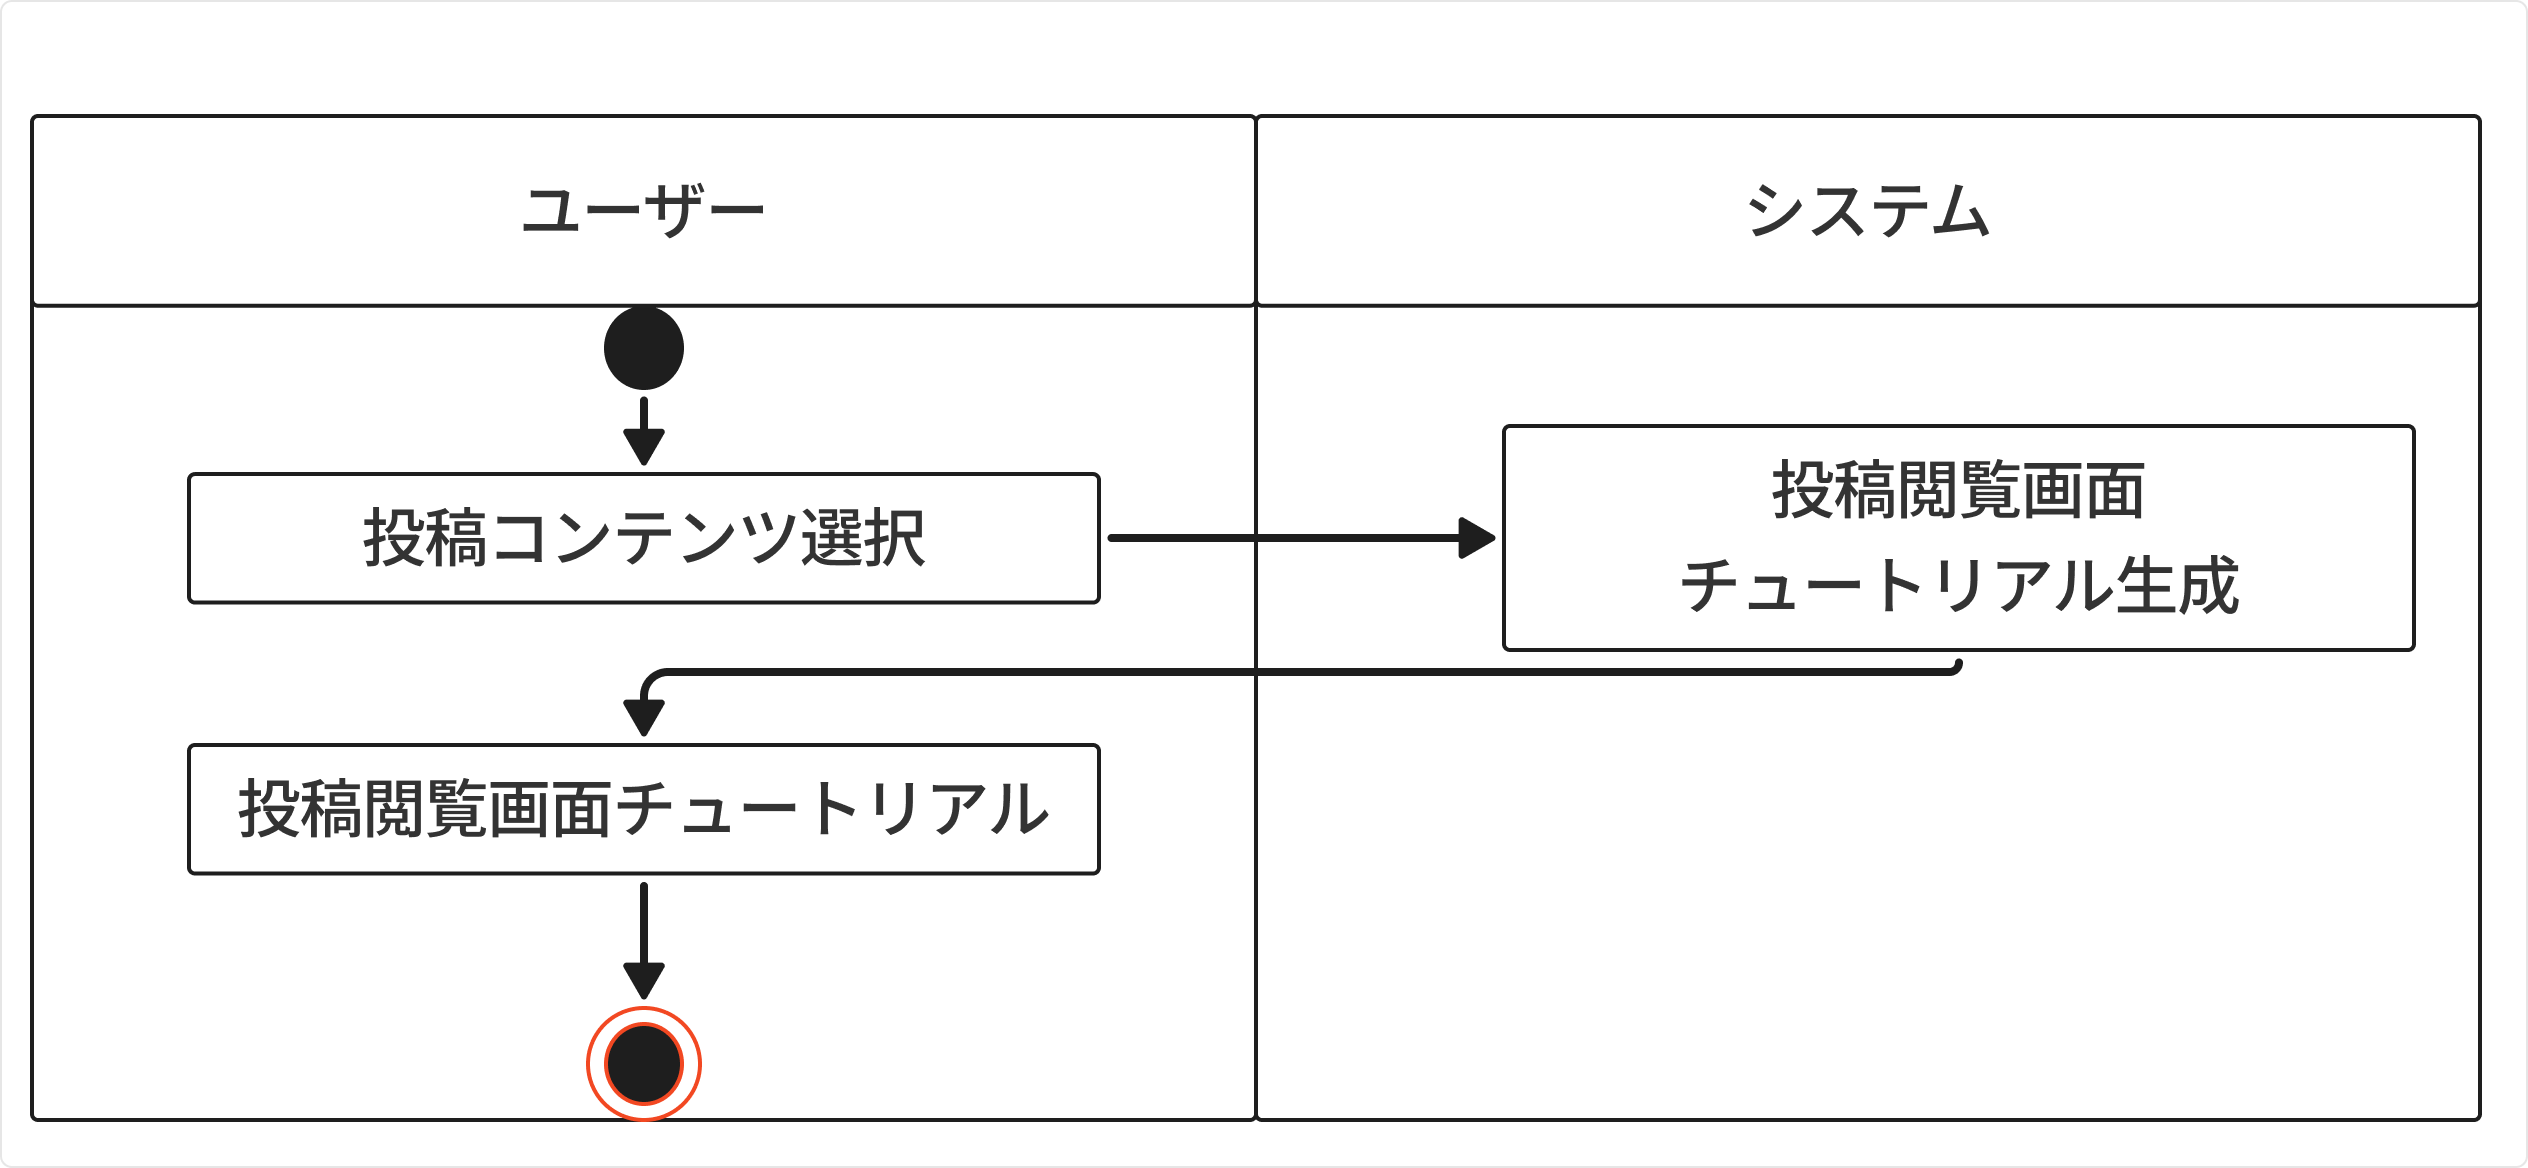 ユーザー
システム
投稿コンテンツ選択
投稿閲覧画面
チュートリアル生成
投稿閲覧画面チュートリアル